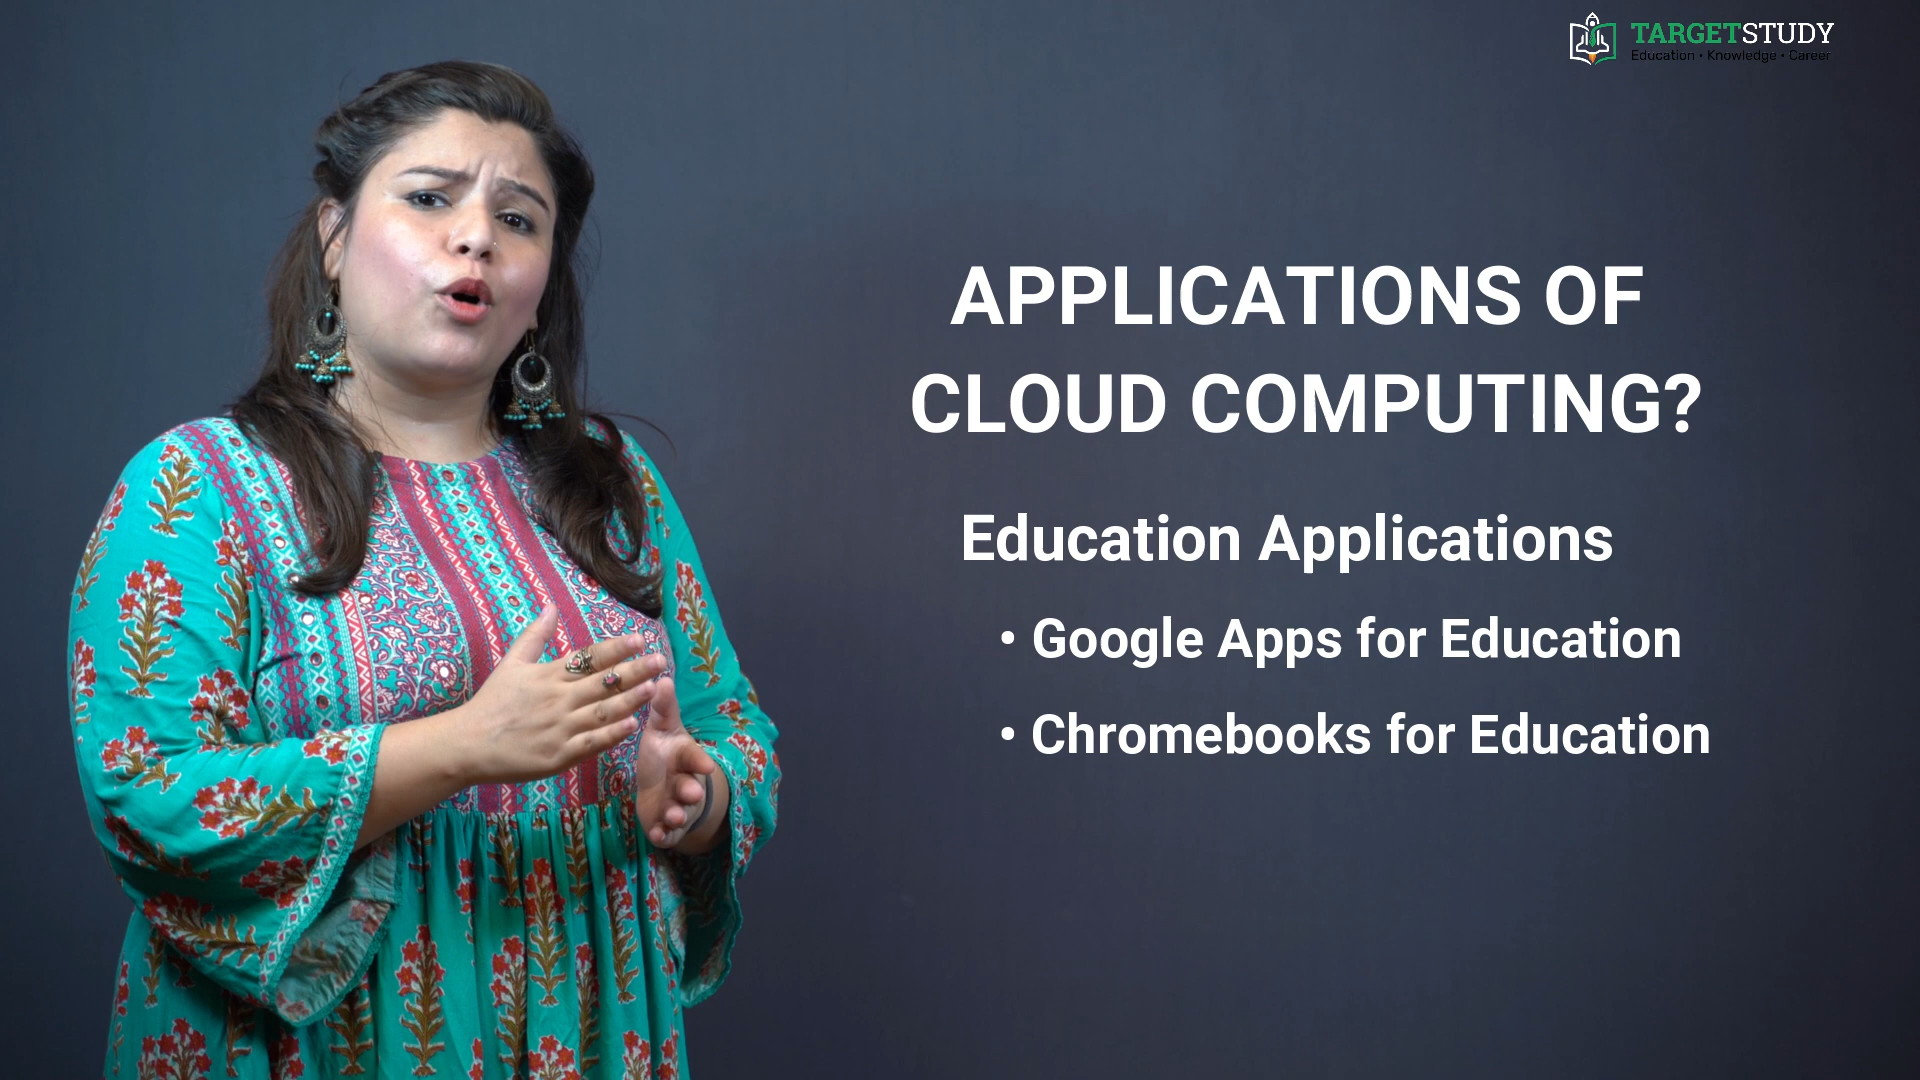 TARGETSTUDY
Education • Knowledge • Career
APPLICATIONS OF
CLOUD COMPUTING?
Education Applications
• Google Apps for Education
• Chromebooks for Education